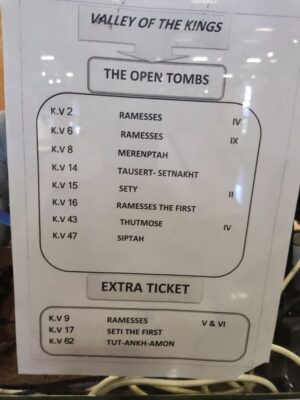 VALLEY OF THE KINGS
THE OPEN TOMBS
K.V 2 RAMESSES IV
K.V 6 RAMESSES IX
K.V 8 MERENPTAH
K.V 14 TAUSERT- SETNAKHT
K.V 15 SETY II
K.V 16 RAMESSES THE FIRST
K.V 43 THUTMOSE IV
K.V 47 SIPTAH
EXTRA TICKET
K.V 9 RAMESSES V & VI
K.V 17 SETI THE FIRST
K.V 62 TUT-ANKH-AMON